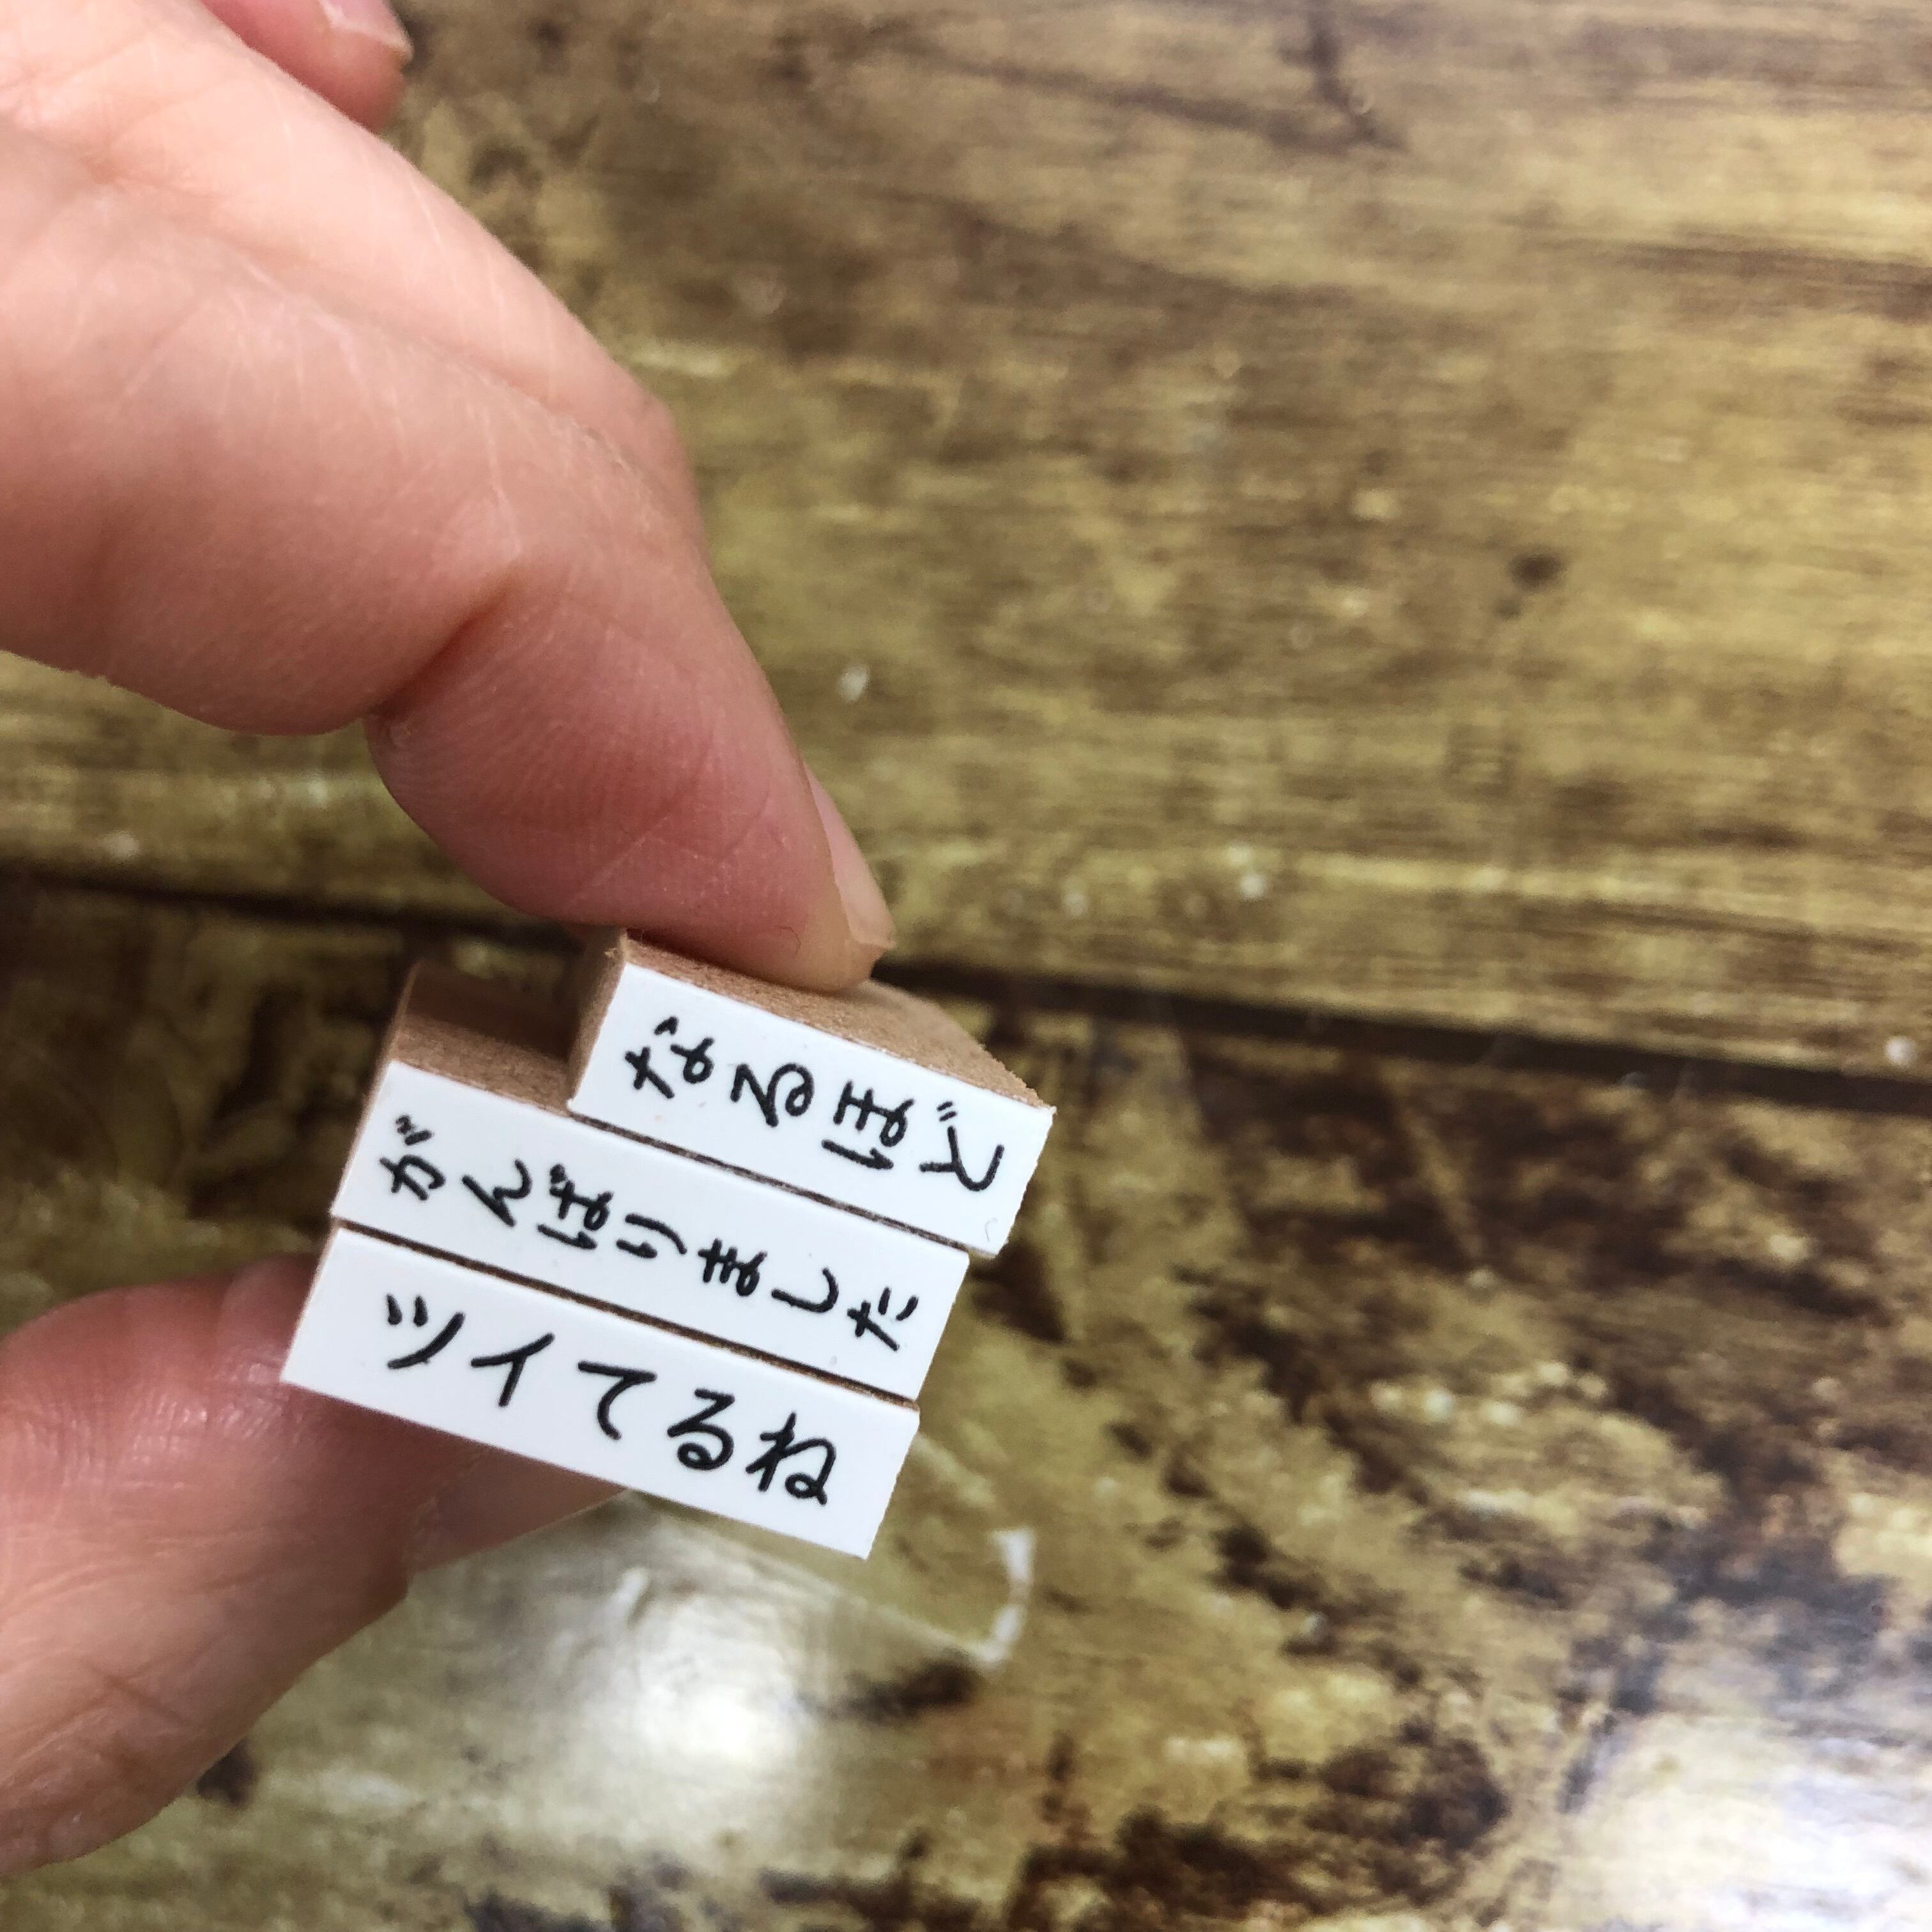 なるほど
がんばりました
ツイてるね